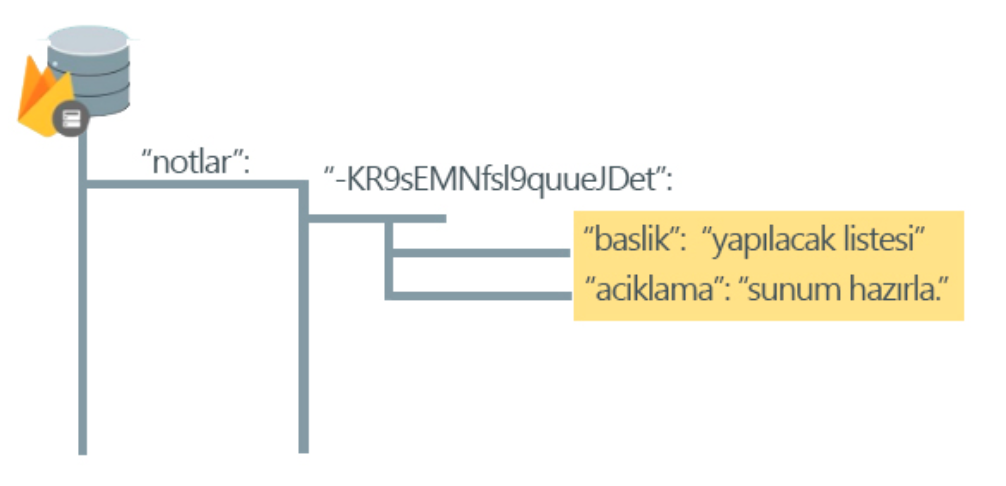 “notlar”:
“-KR9sEMNfsl9quueJDet”:
“baslik”: “yapılacak listesi”
“aciklama”: “sunum hazırla.”